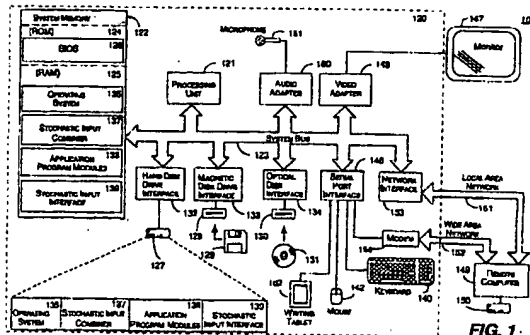 SYSTEM MEMORY
122
(ROM) 124
BIOS 126
(RAM) 125
OPERATING SYSTEM
135
STOCHASTIC INPUT COMBINER
137
APPLICATION PROGRAM MODULES
138
STOCHASTIC INPUT INTERFACE
139
MICROPHONE
161
120
147
MONITOR
121
PROCESSING UNIT
160
AUDIO ADAPTER
148
VIDEO ADAPTER
SYSTEM BUS
123
HARD DISK DRIVE INTERFACE
132
MAGNETIC DISK DRIVE INTERFACE
133
OPTICAL DISK INTERFACE
134
SERIAL PORT INTERFACE
146
NETWORK INTERFACE
153
LOCAL AREA NETWORK
151
WIDE AREA NETWORK
152
MODEM
154
127
128
129
130
131
162
WRITING TABLET
142
MOUSE
KEYBOARD
140
149
REMOTE COMPUTER
150
135
OPERATING SYSTEM
137
STOCHASTIC INPUT COMBINER
138
APPLICATION PROGRAM MODULES
139
STOCHASTIC INPUT INTERFACE
FIG. 1